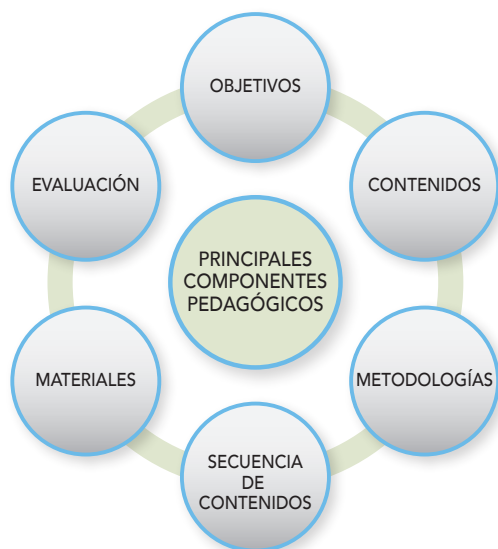 OBJETIVOS
CONTENIDOS
METODOLOGÍAS
SECUENCIA
DE
CONTENIDOS
MATERIALES
EVALUACIÓN
PRINCIPALES
COMPONENTES
PEDAGÓGICOS